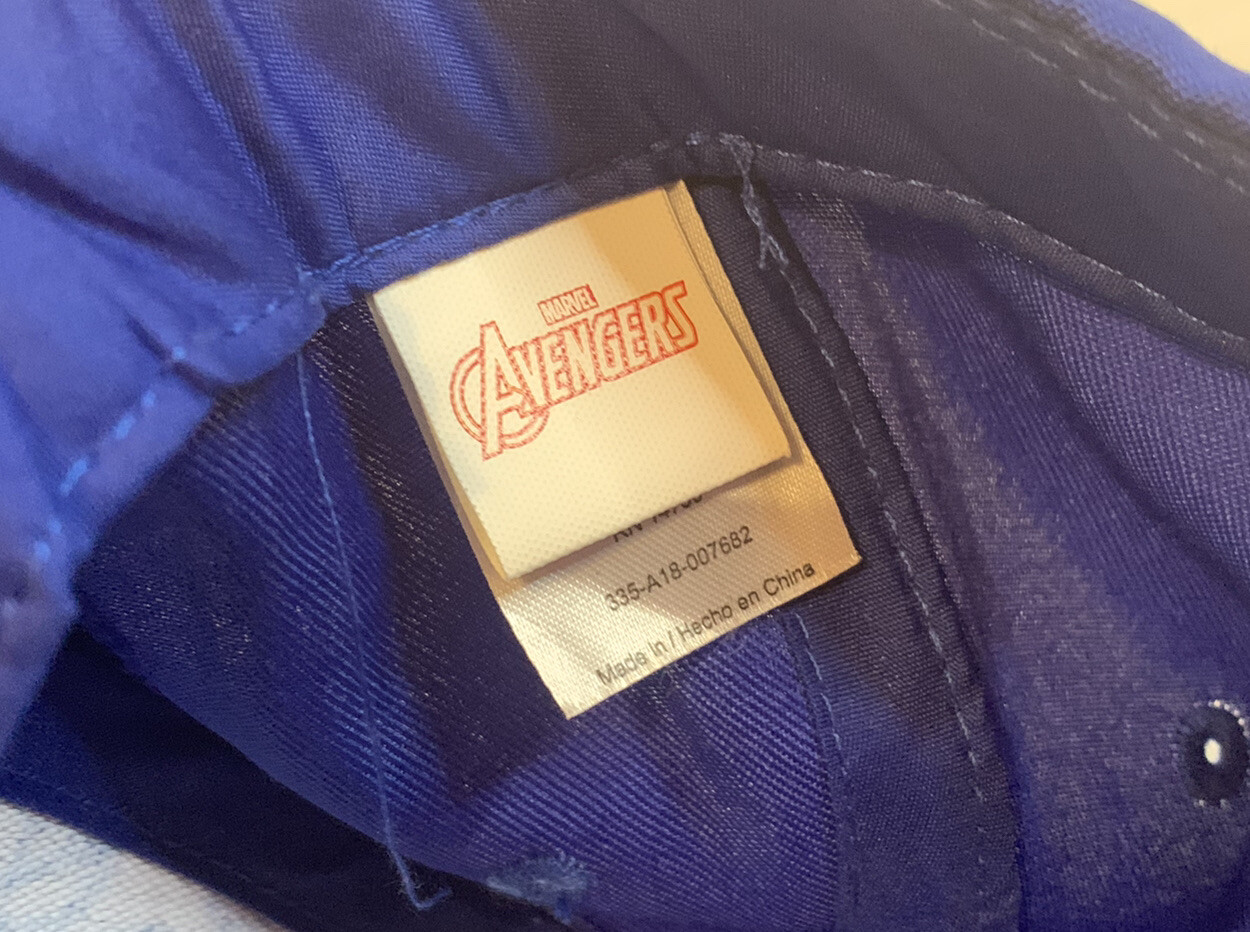 MARVEL
AVENGERS
335-A18-007682
Made in / Hecho en China